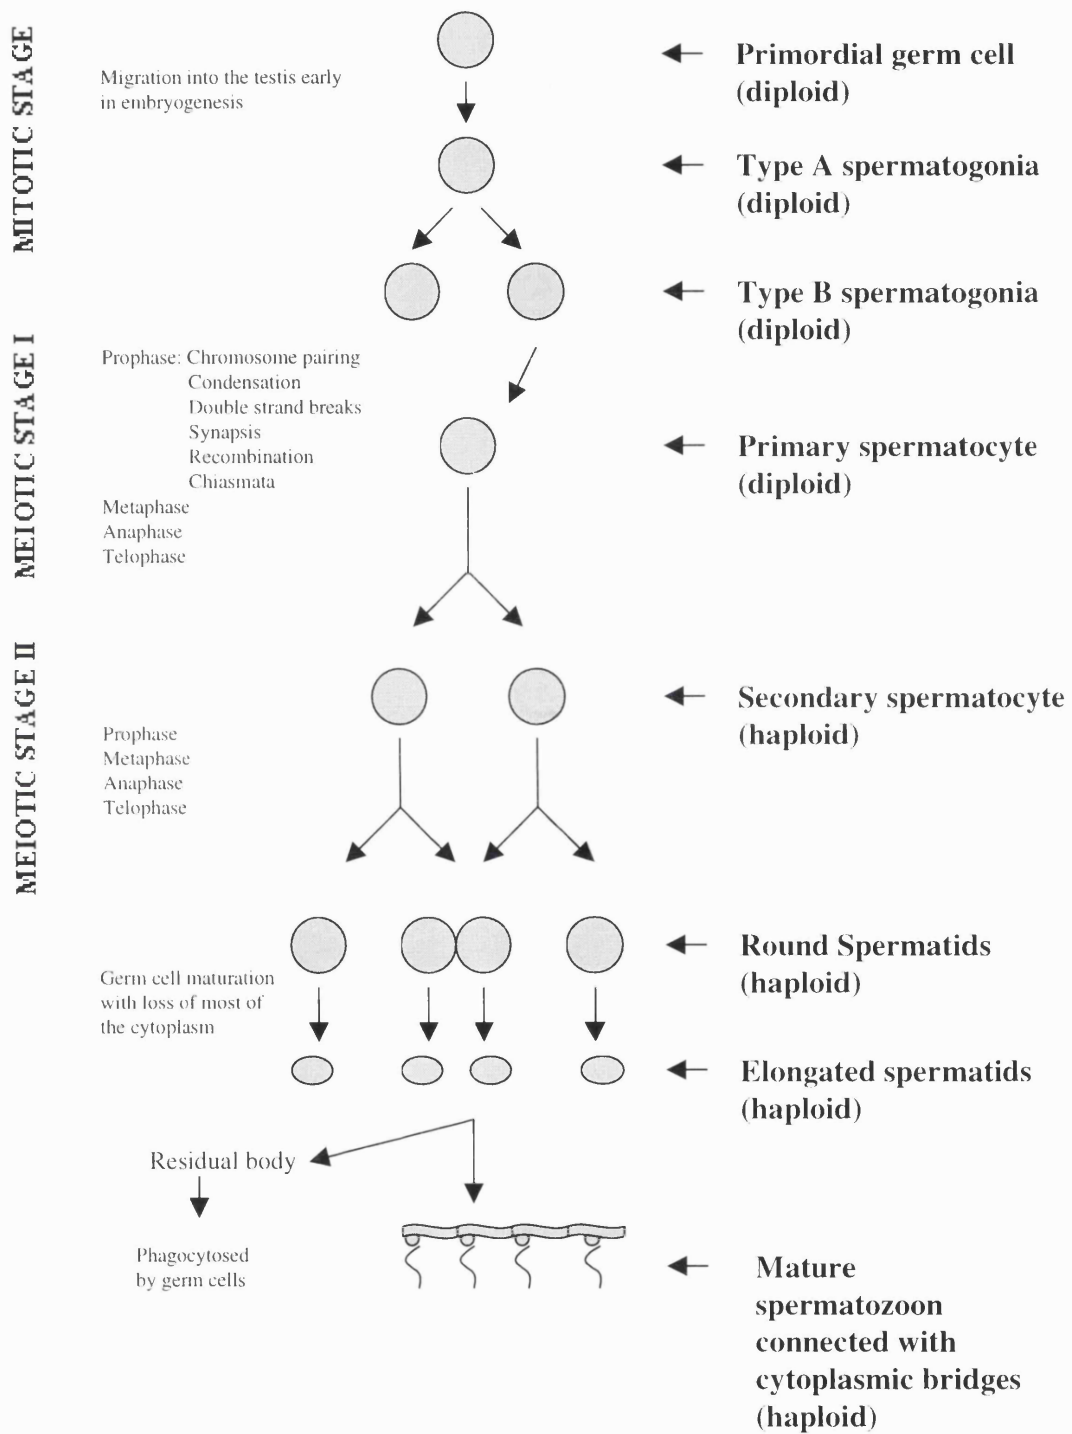 MITOTIC STAGE
Migration into the testis early
in embryogenesis
Primordial germ cell
(diploid)
Type A spermatogonia
(diploid)
Type B spermatogonia
(diploid)
MEIOTIC STAGE I
Prophase: Chromosome pairing
Condensation
Double strand breaks
Synapsis
Recombination
Chiasmata
Metaphase
Anaphase
Telophase
Primary spermatocyte
(diploid)
MEIOTIC STAGE II
Prophase
Metaphase
Anaphase
Telophase
Secondary spermatocyte
(haploid)
Round Spermatids
(haploid)
Germ cell maturation
with loss of most of
the cytoplasm
Elongated spermatids
(haploid)
Residual body
Phagocytosed
by germ cells
Mature
spermatozoon
connected with
cytoplasmic bridges
(haploid)